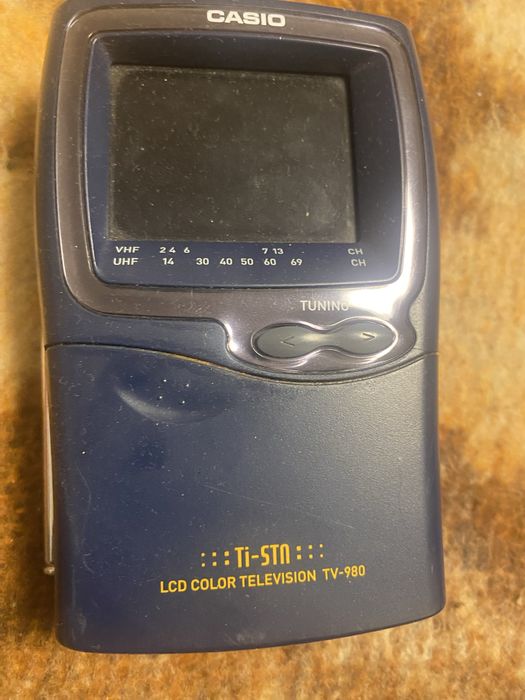 CASIO
VHF 2 4 6 7 13 CH
UHF 14 30 40 50 60 69 CH
TUNING
< >
Ti-STN
LCD COLOR TELEVISION TV-980